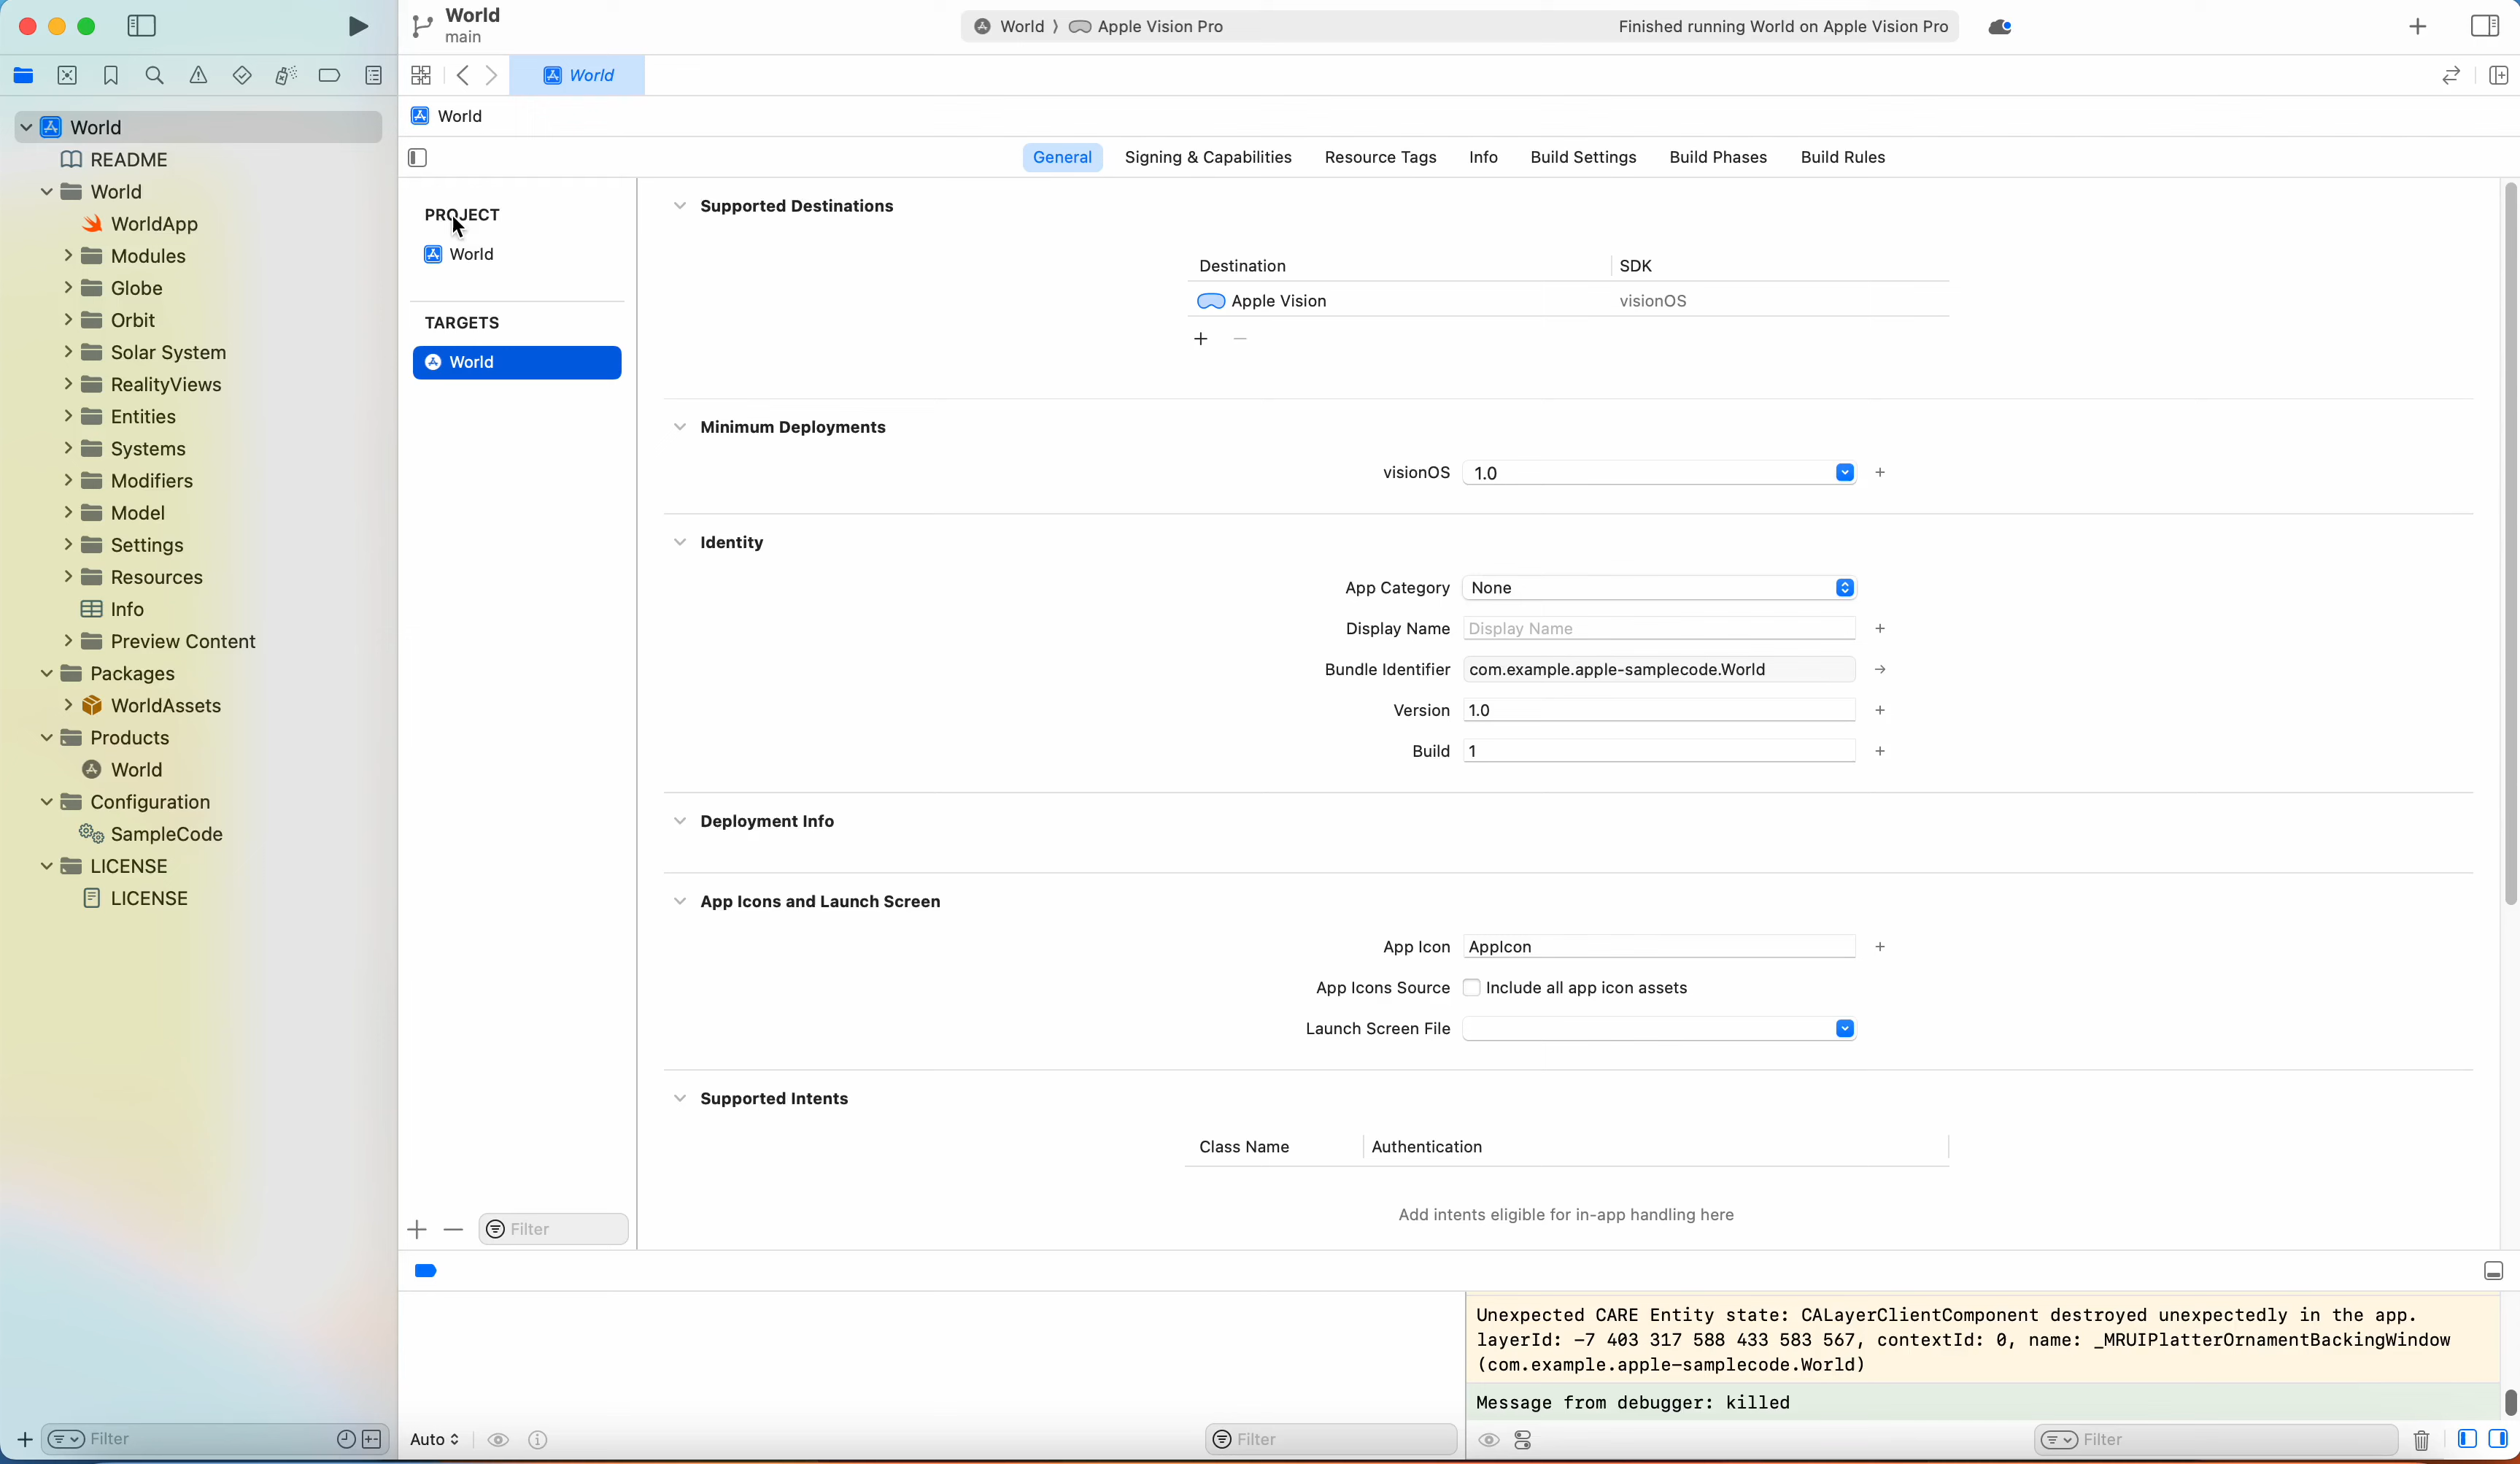 World
main
World
Apple Vision Pro
Finished running World on Apple Vision Pro
World
World
World
README
World
WorldApp
Modules
Globe
Orbit
Solar System
RealityViews
Entities
Systems
Modifiers
Model
Settings
Resources
Info
Preview Content
Packages
WorldAssets
Products
World
Configuration
SampleCode
LICENSE
LICENSE
Filter
General
Signing & Capabilities
Resource Tags
Info
Build Settings
Build Phases
Build Rules
PROJECT
World
TARGETS
World
Filter
Supported Destinations
Destination
SDK
Apple Vision
visionOS
Minimum Deployments
visionOS
1.0
Identity
App Category
None
Display Name
Display Name
Bundle Identifier
com.example.apple-samplecode.World
Version
1.0
Build
1
Deployment Info
App Icons and Launch Screen
App Icon
AppIcon
App Icons Source
Include all app icon assets
Launch Screen File
Supported Intents
Class Name
Authentication
Add intents eligible for in-app handling here
Auto
Filter
Unexpected CARE Entity state: CALayerClientComponent destroyed unexpectedly in the app.
layerId: -7 403 317 588 433 583 567, contextId: 0, name: _MRUIPlatterOrnamentBackingWindow
(com.example.apple-samplecode.World)
Message from debugger: killed
Filter